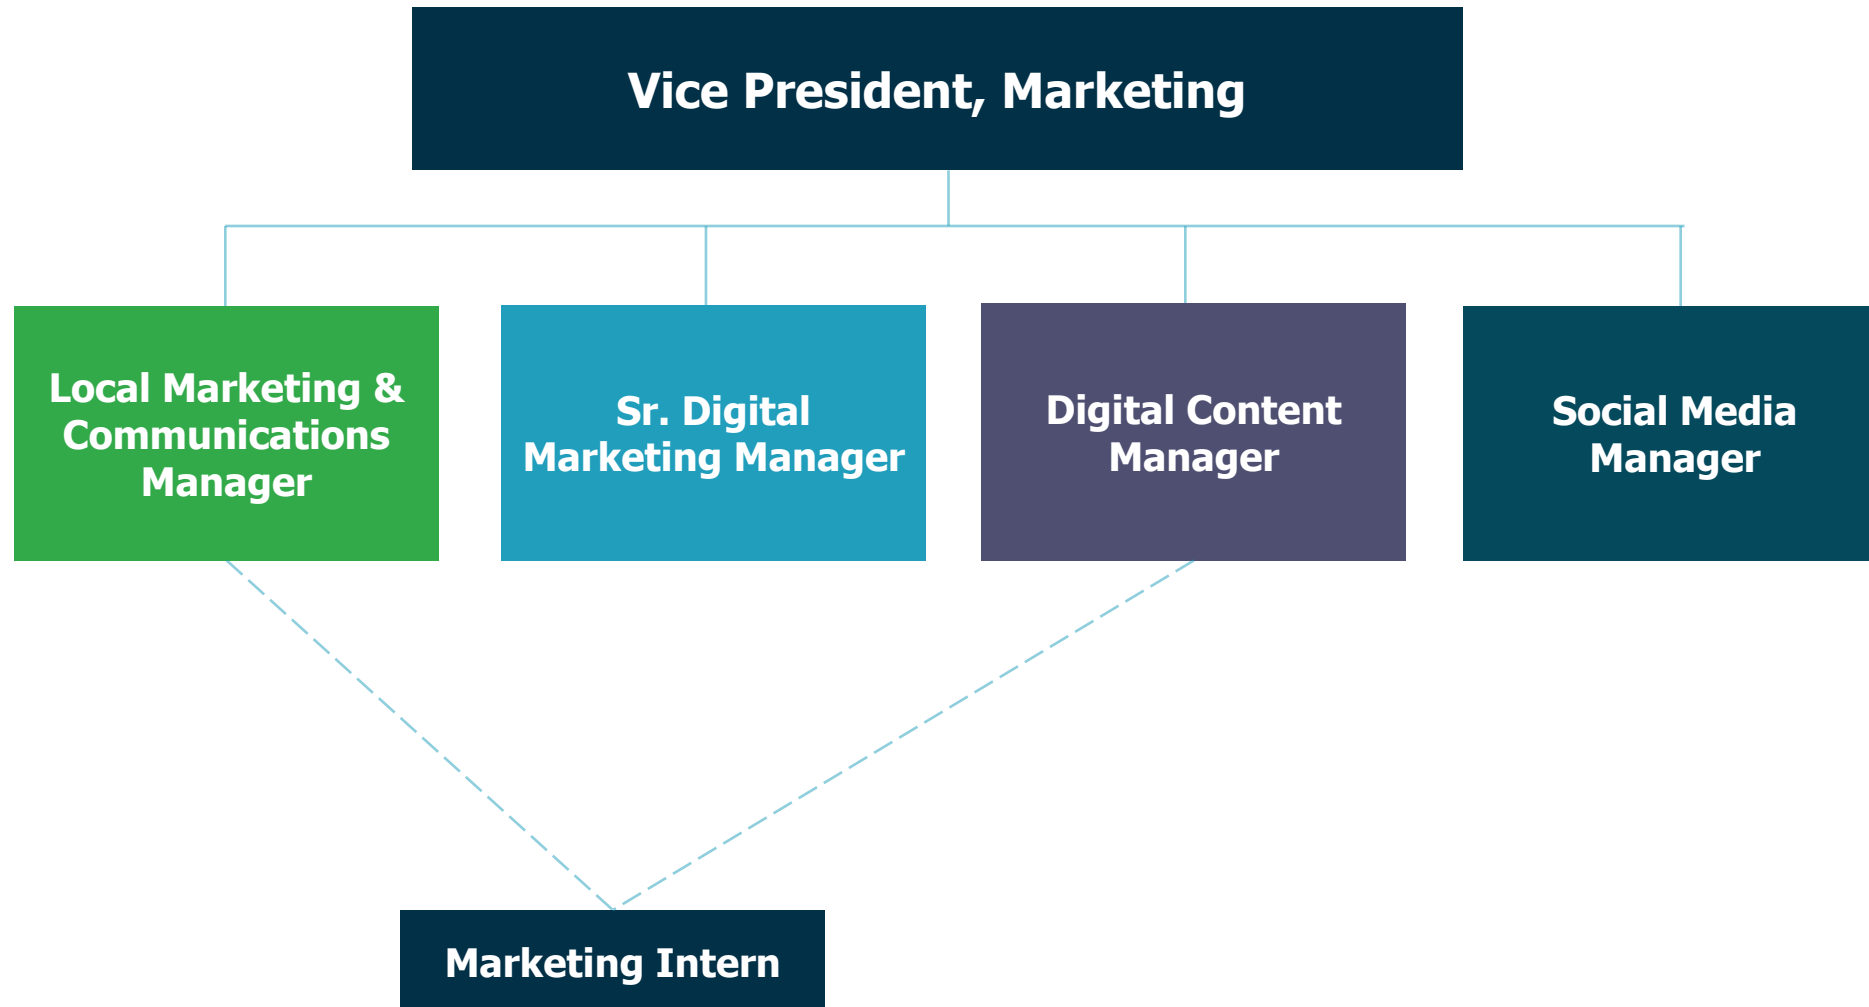 Vice President, Marketing
Local Marketing &
Communications
Manager
Sr. Digital
Marketing Manager
Digital Content
Manager
Social Media
Manager
Marketing Intern